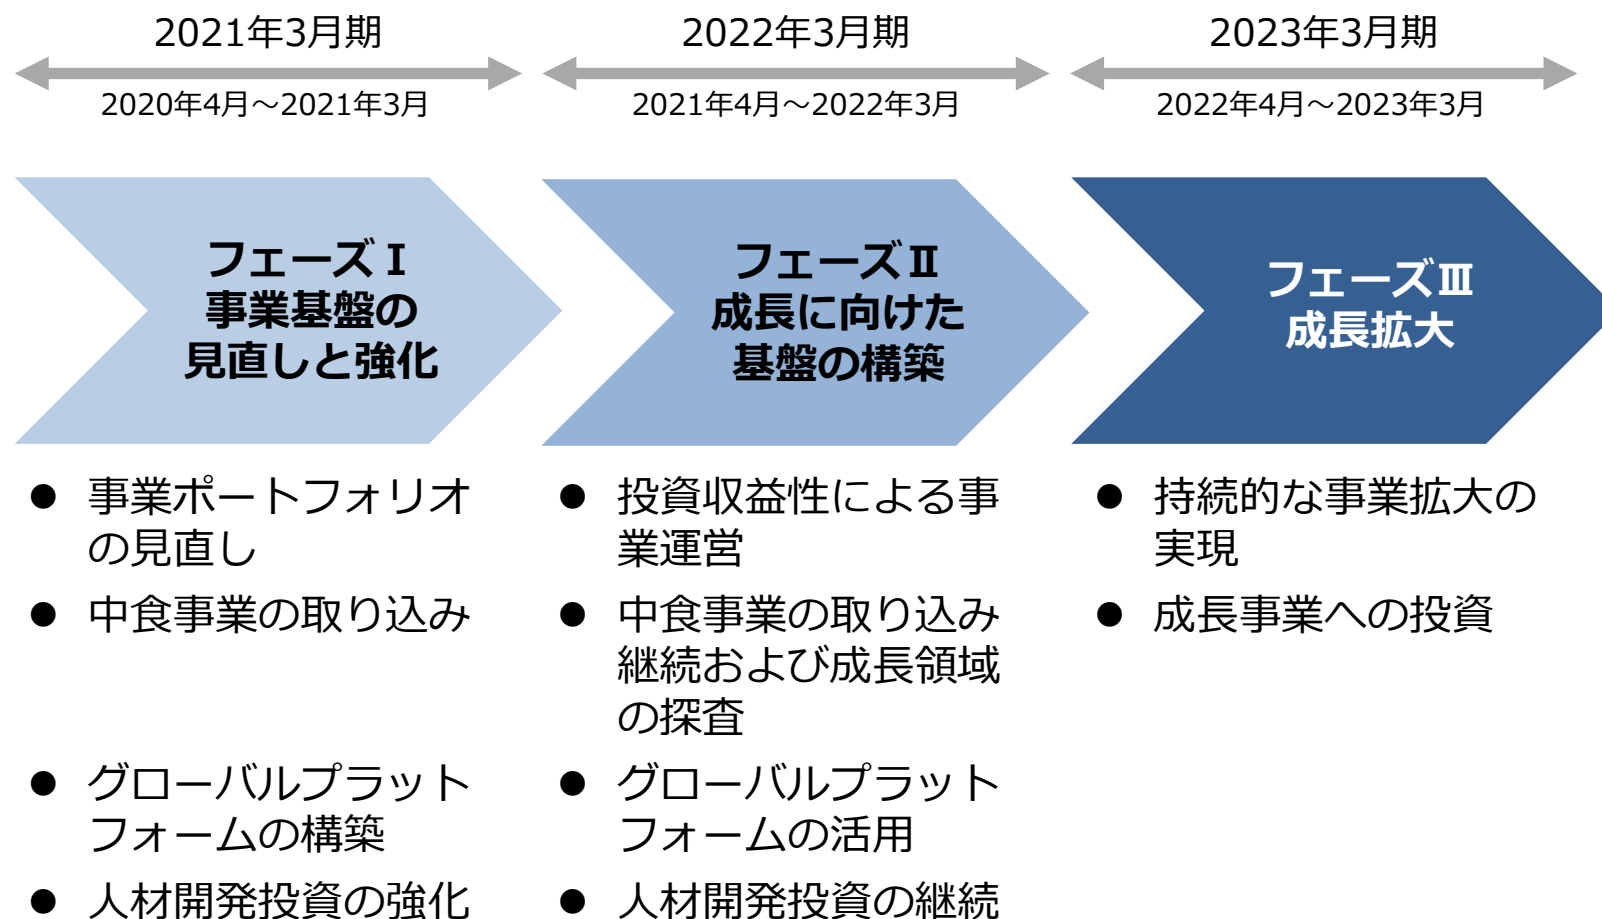 2021年3月期
2020年4月～2021年3月
2022年3月期
2021年4月～2022年3月
2023年3月期
2022年4月～2023年3月
フェーズⅠ
事業基盤の
見直しと強化
フェーズⅡ
成長に向けた
基盤の構築
フェーズⅢ
成長拡大
● 事業ポートフォリオ
の見直し
● 中食事業の取り込み
● グローバルプラット
フォームの構築
● 人材開発投資の強化
● 投資収益性による事
業運営
● 中食事業の取り込み
継続および成長領域
の探査
● グローバルプラット
フォームの活用
● 人材開発投資の継続
● 持続的な事業拡大の
実現
● 成長事業への投資